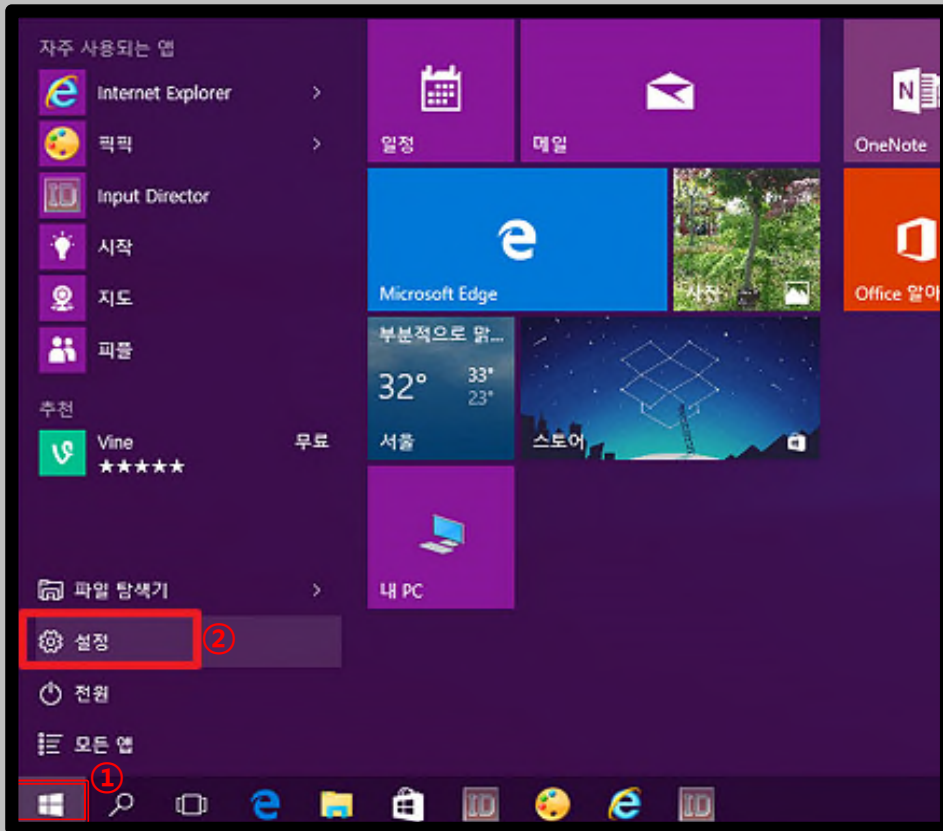 자주 사용되는 앱
Internet Explorer
픽픽
Input Director
시작
지도
피플
추천
Vine 무료
★★★★★
파일 탐색기
② 설정
전원
모든 앱
①
일정
메일
OneNote
Microsoft Edge
사진
Office 알아
부분적으로 맑...
32° 33°
23°
서울
스토어
내 PC